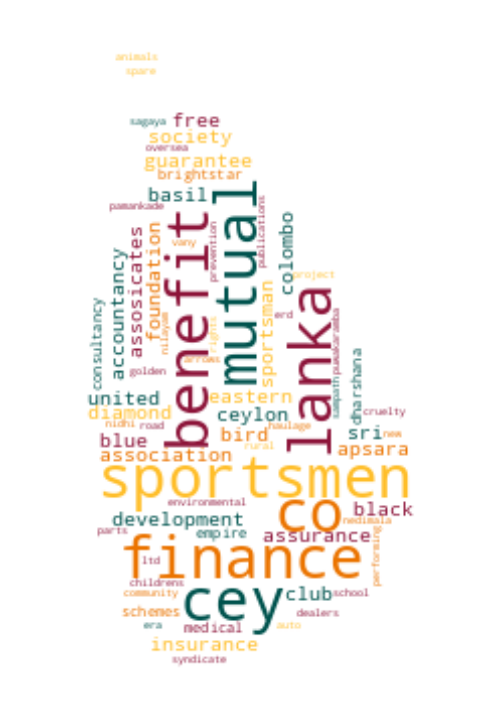 animals
spare
sagaya
free
society
oversea
guarantee
brightstar
basil
pamankade
benefit
mutual
publications
colombo
assosicates
foundation
vany
prevention
accountancy
consultancy
nilayam
rights
arrows
sportsman
project
lanka
erd
sampath
puwakaramba
dharshana
golden
united
eastern
diamond
ceylon
cruelty
nidhi
road
haulage
blue
bird
sri
new
rural
association
apsara
sportsmen
environmental
co
black
development
nedimala
parts
empire
assurance
finance
performing
ltd
childrens
cey
club
school
community
schemes
dealers
era
medical
auto
insurance
syndicate